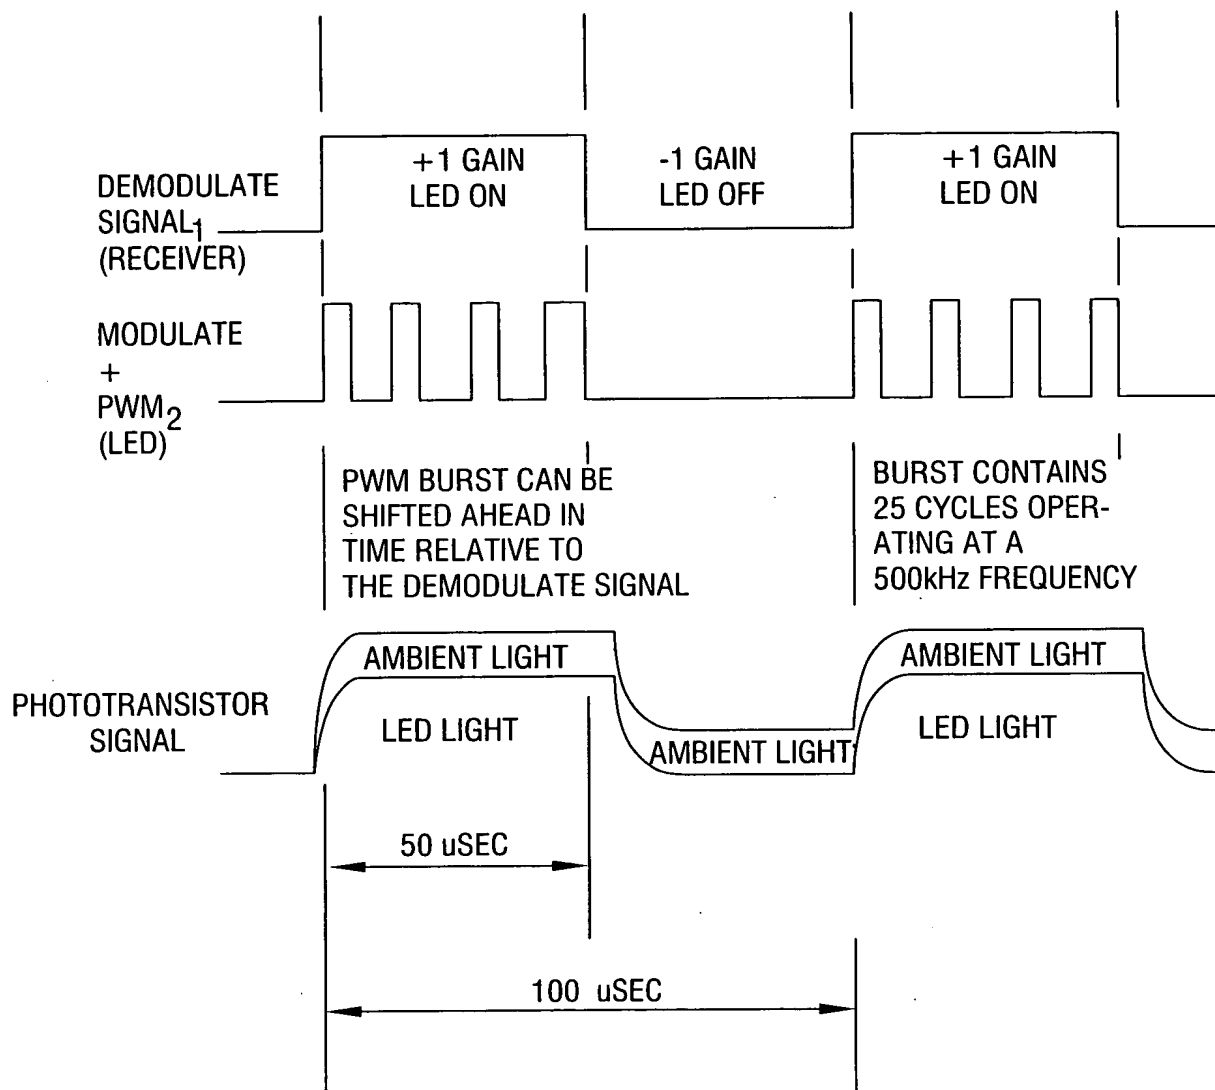 +1 GAIN
LED ON
-1 GAIN
LED OFF
+1 GAIN
LED ON
DEMODULATE
SIGNAL1
(RECEIVER)
MODULATE
+
PWM2
(LED)
PWM BURST CAN BE
SHIFTED AHEAD IN
TIME RELATIVE TO
THE DEMODULATE SIGNAL
BURST CONTAINS
25 CYCLES OPER-
ATING AT A
500kHz FREQUENCY
AMBIENT LIGHT
AMBIENT LIGHT
PHOTOTRANSISTOR
SIGNAL
LED LIGHT
AMBIENT LIGHT
LED LIGHT
50 uSEC
100 uSEC